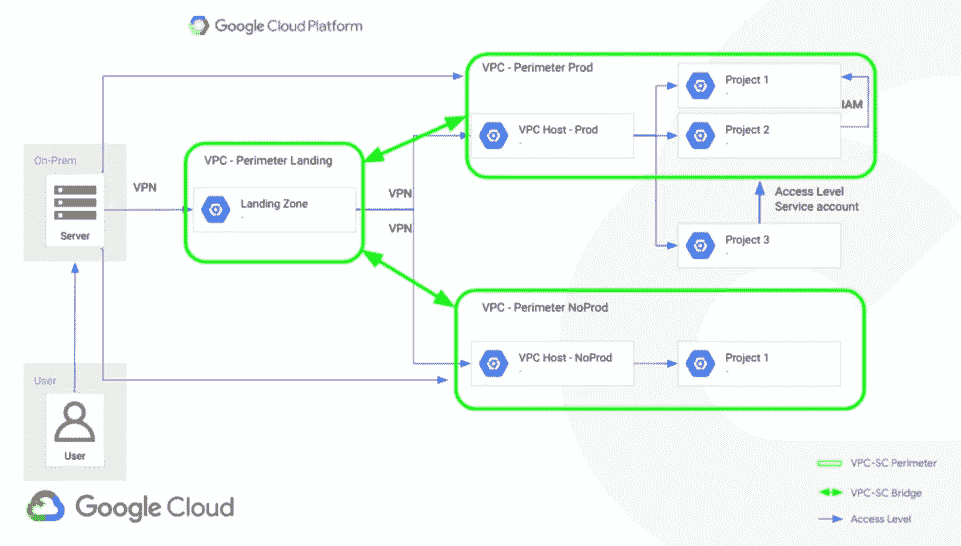 Google Cloud Platform
VPC - Perimeter Prod
Project 1
-
IAM
VPC Host - Prod
-
Project 2
-
On-Prem
VPC - Perimeter Landing
VPN
Landing Zone
-
VPN
VPN
Server
Access Level
Service account
Project 3
-
VPC - Perimeter NoProd
VPC Host - NoProd
-
Project 1
-
User
User
VPC-SC Perimeter
VPC-SC Bridge
Access Level
Google Cloud